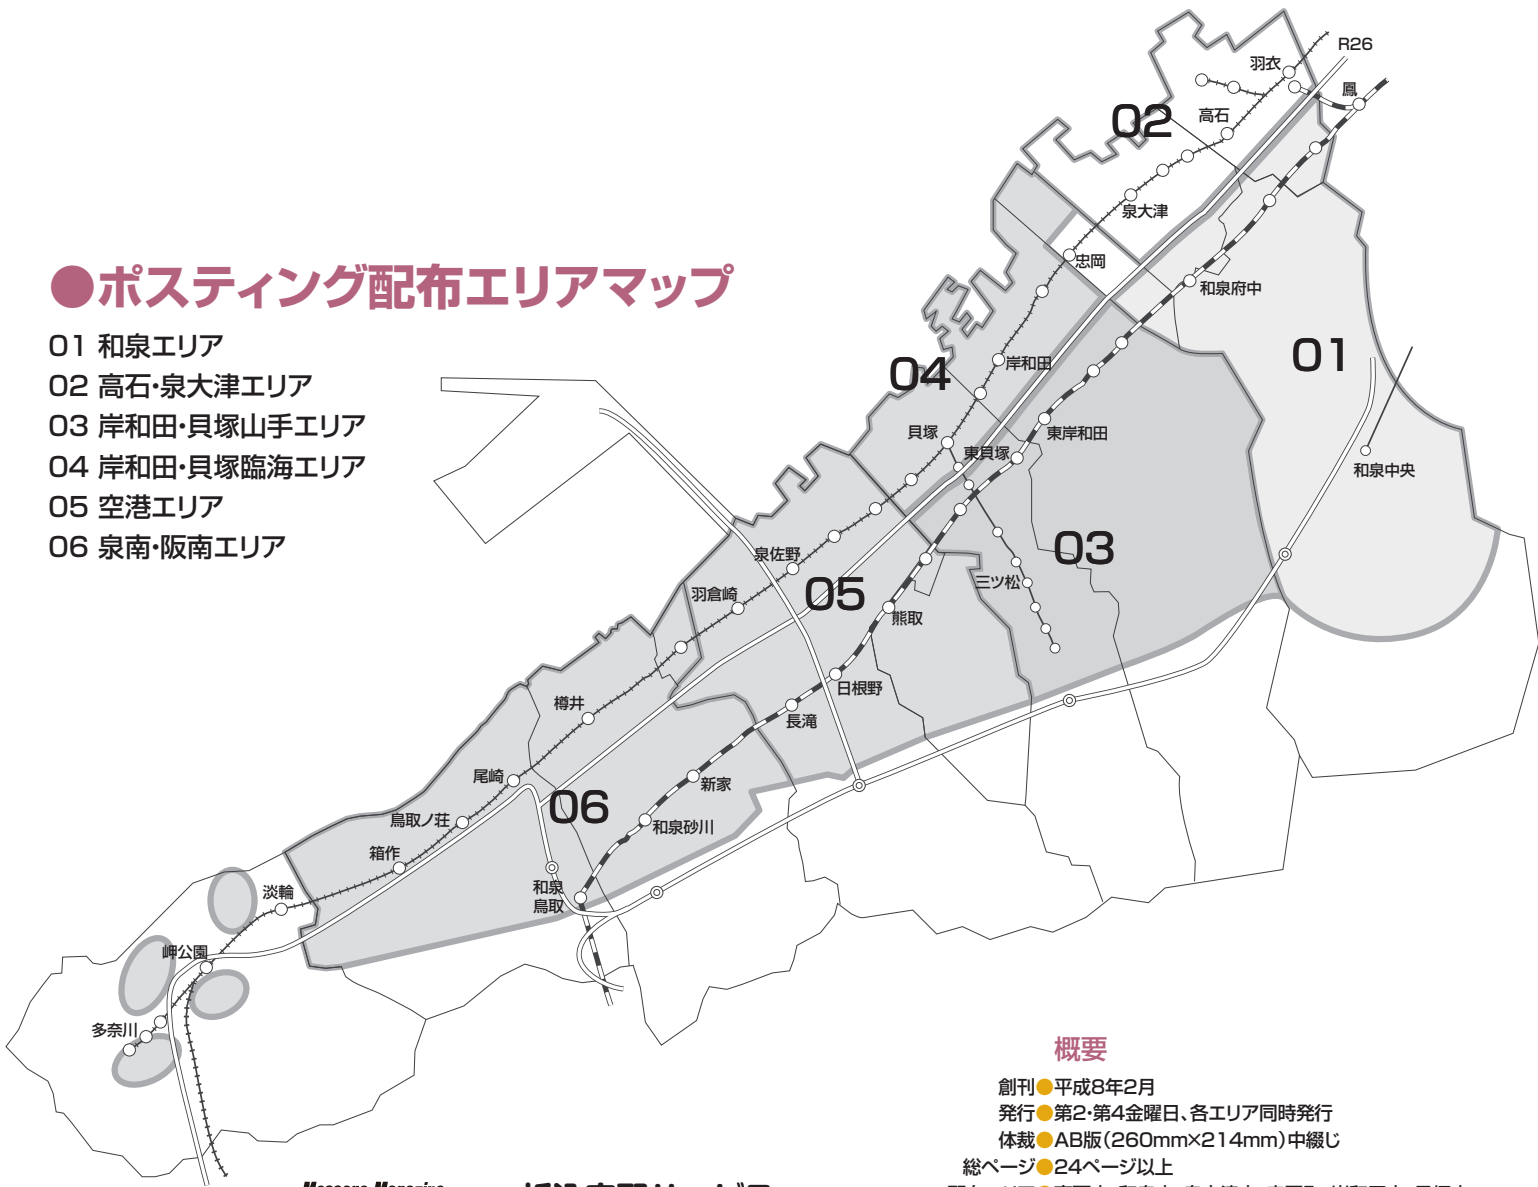 ●ポスティング配布エリアマップ
01 和泉エリア
02 高石・泉大津エリア
03 岸和田・貝塚山手エリア
04 岸和田・貝塚臨海エリア
05 空港エリア
06 泉南・阪南エリア
R26
羽衣
鳳
02
高石
泉大津
忠岡
和泉府中
01
04
岸和田
貝塚
東岸和田
東貝塚
和泉中央
03
泉佐野
三ツ松
05
羽倉崎
熊取
日根野
樽井
長滝
尾崎
新家
06
鳥取ノ荘
和泉砂川
箱作
和泉
鳥取
淡輪
岬公園
多奈川
概要
創刊●平成8年2月
発行●第2・第4金曜日、各エリア同時発行
体裁●AB版（260mm×214mm）中綴じ
総ページ●24ページ以上